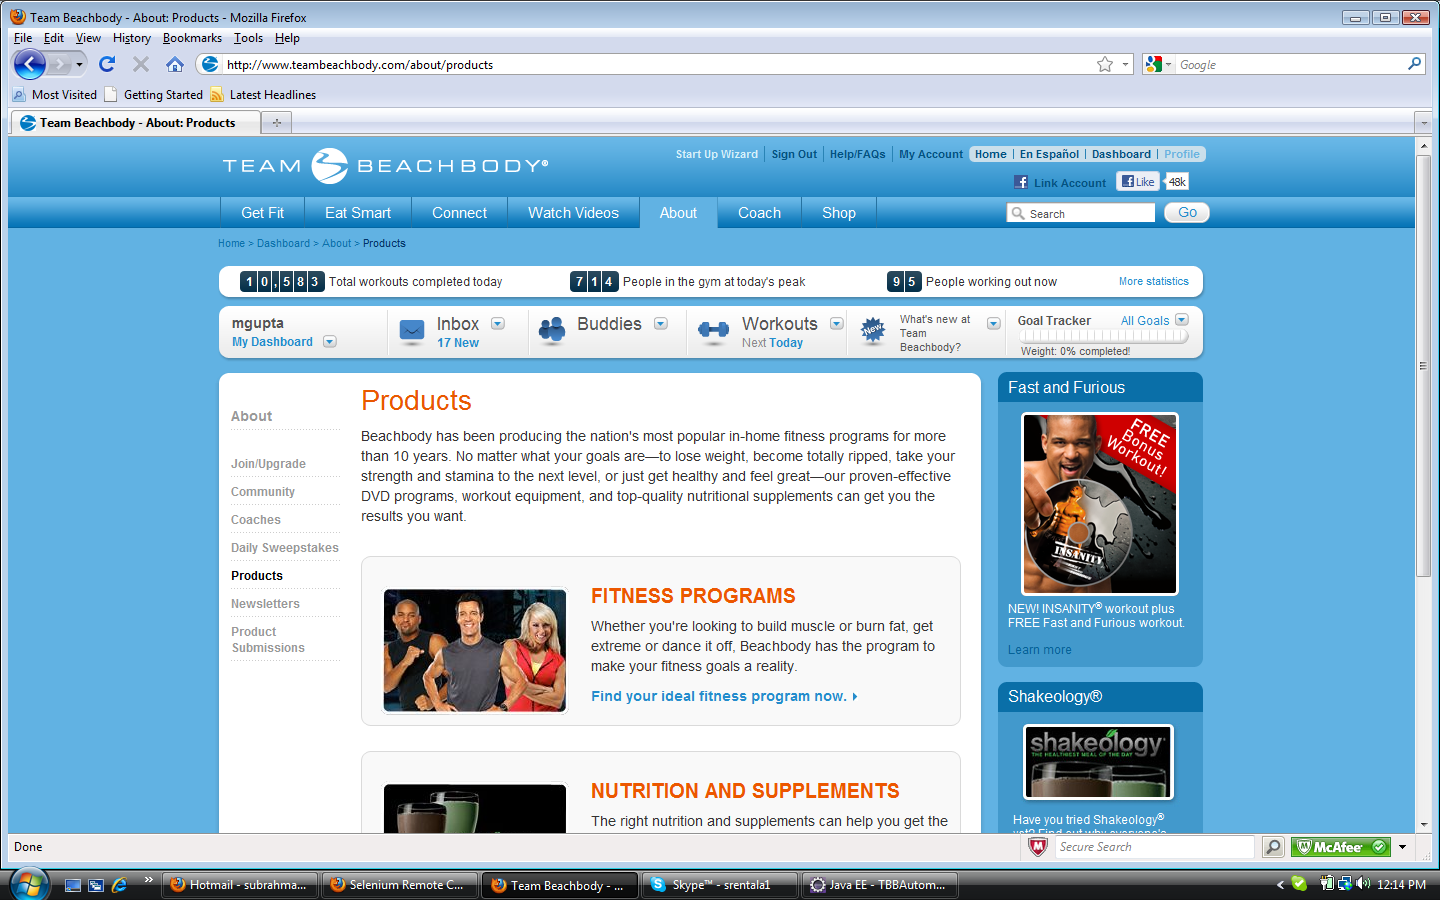 Team Beachbody - About: Products - Mozilla Firefox
File Edit View History Bookmarks Tools Help
http://www.teambeachbody.com/about/products
Google
Most Visited Getting Started Latest Headlines
Team Beachbody - About: Products
TEAM BEACHBODY®
Start Up Wizard Sign Out Help/FAQs My Account Home En Español Dashboard Profile
Link Account Like 48k
Get Fit Eat Smart Connect Watch Videos About Coach Shop Search Go
Home > Dashboard > About > Products
10,583 Total workouts completed today 714 People in the gym at today's peak 95 People working out now More statistics
mgupta
My Dashboard
Inbox
17 New
Buddies
Workouts
Next Today
New
What's new at
Team
Beachbody?
Goal Tracker All Goals
Weight: 0% completed!
About
Join/Upgrade
Community
Coaches
Daily Sweepstakes
Products
Newsletters
Product
Submissions
Products
Beachbody has been producing the nation's most popular in-home fitness programs for more
than 10 years. No matter what your goals are—to lose weight, become totally ripped, take your
strength and stamina to the next level, or just get healthy and feel great—our proven-effective
DVD programs, workout equipment, and top-quality nutritional supplements can get you the
results you want.
FITNESS PROGRAMS
Whether you're looking to build muscle or burn fat, get
extreme or dance it off, Beachbody has the program to
make your fitness goals a reality.
Find your ideal fitness program now.
NUTRITION AND SUPPLEMENTS
The right nutrition and supplements can help you get the
Fast and Furious
FREE
Bonus
Workout!
INSANITY
NEW! INSANITY® workout plus
FREE Fast and Furious workout.
Learn more
Shakeology®
shakeology
THE HEALTHIEST MEAL OF THE DAY
Have you tried Shakeology®
yet? Find out why everyone's
Done
Secure Search
McAfee
Hotmail - subrahma... Selenium Remote C... Team Beachbody - ... Skype™ - srentala1 Java EE - TBBAutom... 12:14 PM